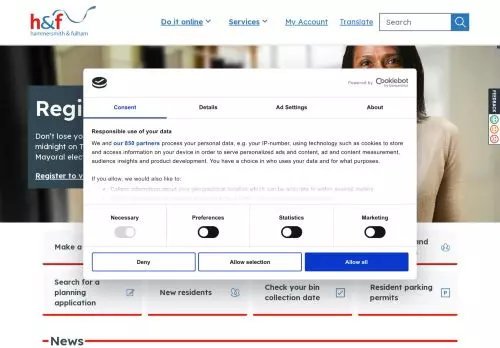 h&f
hammersmith & fulham
Do it online
Services
My Account
Translate
Search
FEEDBACK
Regi
Don't lose yo
midnight on T
Mayoral elec
Register to v
Powered by Cookiebot
Consent
Details
Ad Settings
About
Responsible use of your data
We and our 850 partners process your personal data, e.g. your IP-number, using technology such as cookies to store
and access information on your device in order to serve personalized ads and content, ad and content measurement,
audience insights and product development. You have a choice in who uses your data and for what purposes.
If you allow, we would also like to:
Collect information about your geographical location which can be accurate to within several meters
Necessary
Preferences
Statistics
Marketing
Deny
Allow selection
Allow all
Make a
and
Search for a
planning
application
New residents
Check your bin
collection date
Resident parking
permits
News